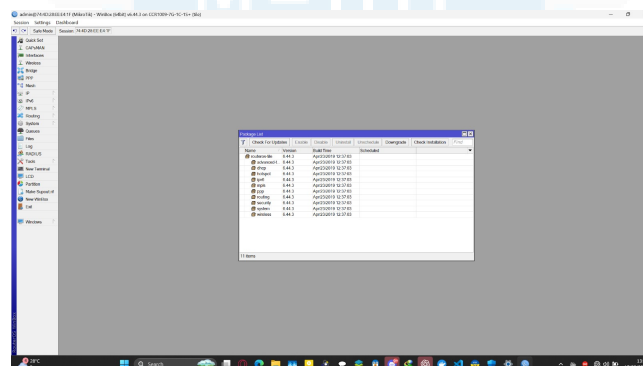 admin@74:4D:28:E0:E4:1F (MikroTik) - WinBox (64bit) v6.44.3 on CCR1009-7G-1C-1S+ (tile)
Session Settings Dashboard
Safe Mode Session:
Quick Set
CAPsMAN
Interfaces
Wireless
Bridge
PPP
Mesh
IP
IPv6
MPLS
Routing
System
Queues
Files
Log
RADIUS
Tools
New Terminal
LCD
Partition
Make Supout.rif
New WinBox
Exit
Windows
Package List
Check For Updates Enable Disable Uninstall Unschedule Downgrade Check Installation Find
Name Version Build Time Scheduled
routeros-tile 6.44.3 Apr/23/2019 12:37:03
advanced-t.. 6.44.3 Apr/23/2019 12:37:03
dhcp 6.44.3 Apr/23/2019 12:37:03
hotspot 6.44.3 Apr/23/2019 12:37:03
ipv6 6.44.3 Apr/23/2019 12:37:03
mpls 6.44.3 Apr/23/2019 12:37:03
ppp 6.44.3 Apr/23/2019 12:37:03
routing 6.44.3 Apr/23/2019 12:37:03
security 6.44.3 Apr/23/2019 12:37:03
system 6.44.3 Apr/23/2019 12:37:03
wireless 6.44.3 Apr/23/2019 12:37:03
11 items
28°C
Search